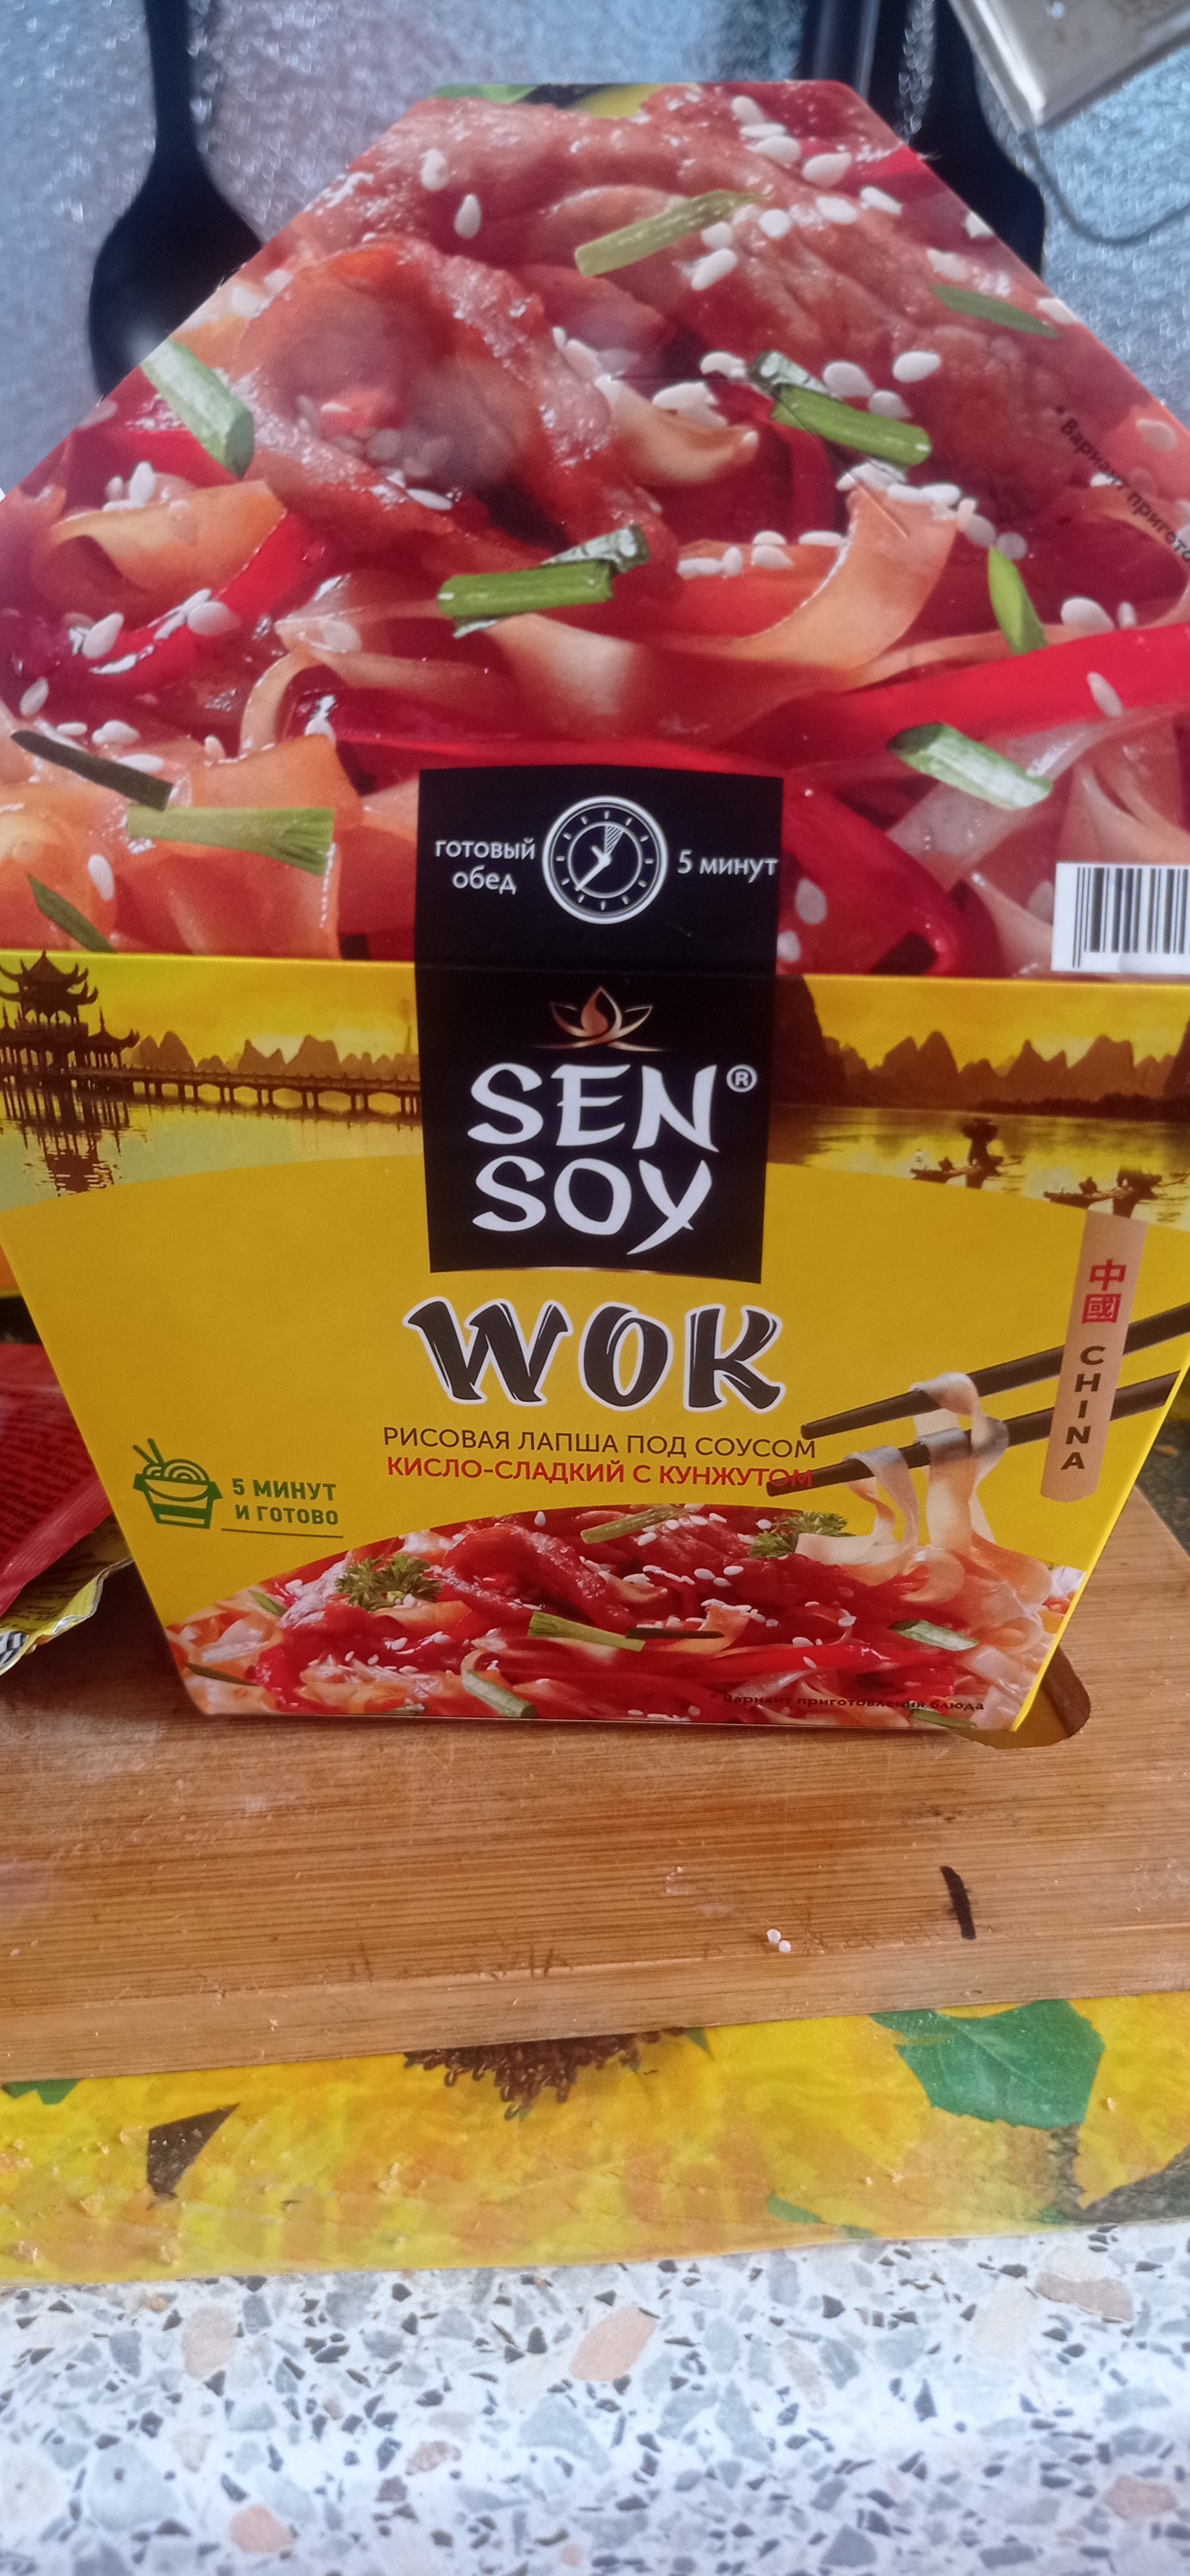 * Вариант
готовый
обед
5 минут
SEN®
SOY
WOK
РИСОВАЯ ЛАПША ПОД СОУСОМ
КИСЛО-СЛАДКИЙ С КУНЖУТОМ
5 МИНУТ
И ГОТОВО
中
國
CHINA
* Вариант приготовления блюда